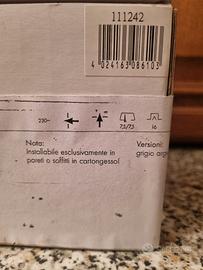 111242
4 024163 086103
230~
7,5/7,5
16
Nota:
Installabile esclusivamente in
pareti o soffitti in cartongesso!
Versioni:
grigio arg